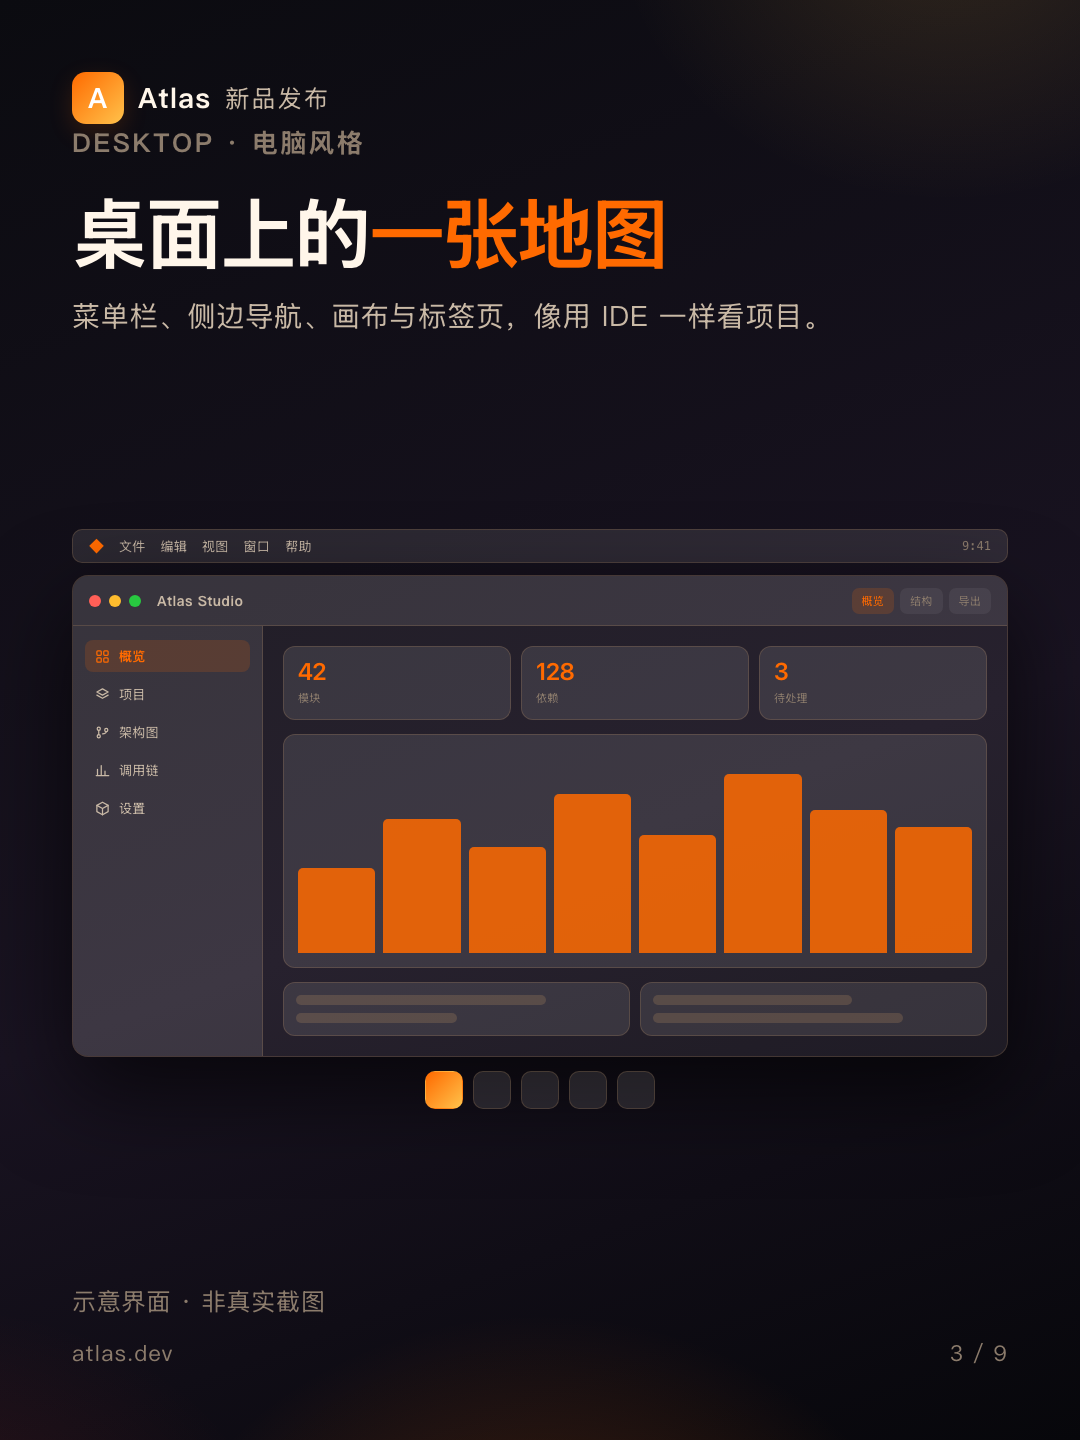 A Atlas 新品发布
DESKTOP · 电脑风格
桌面上的一张地图
菜单栏、侧边导航、画布与标签页，像用 IDE 一样看项目。
文件 编辑 视图 窗口 帮助 9:41
Atlas Studio 概览 结构 导出
概览
项目
架构图
调用链
设置
42 128 3
模块 依赖 待处理
示意界面 · 非真实截图
atlas.dev 3 / 9